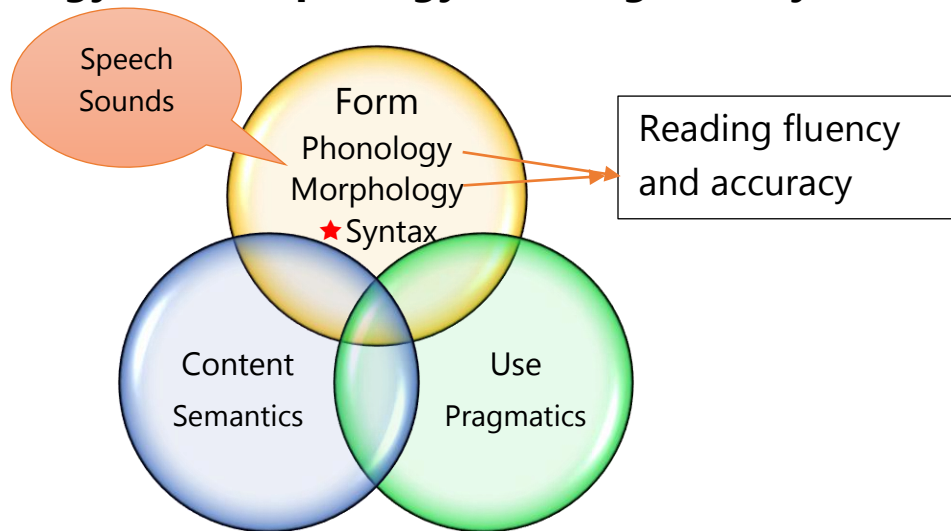 Speech
Sounds
Form
Phonology
Morphology
Syntax
Reading fluency
and accuracy
Content
Semantics
Use
Pragmatics